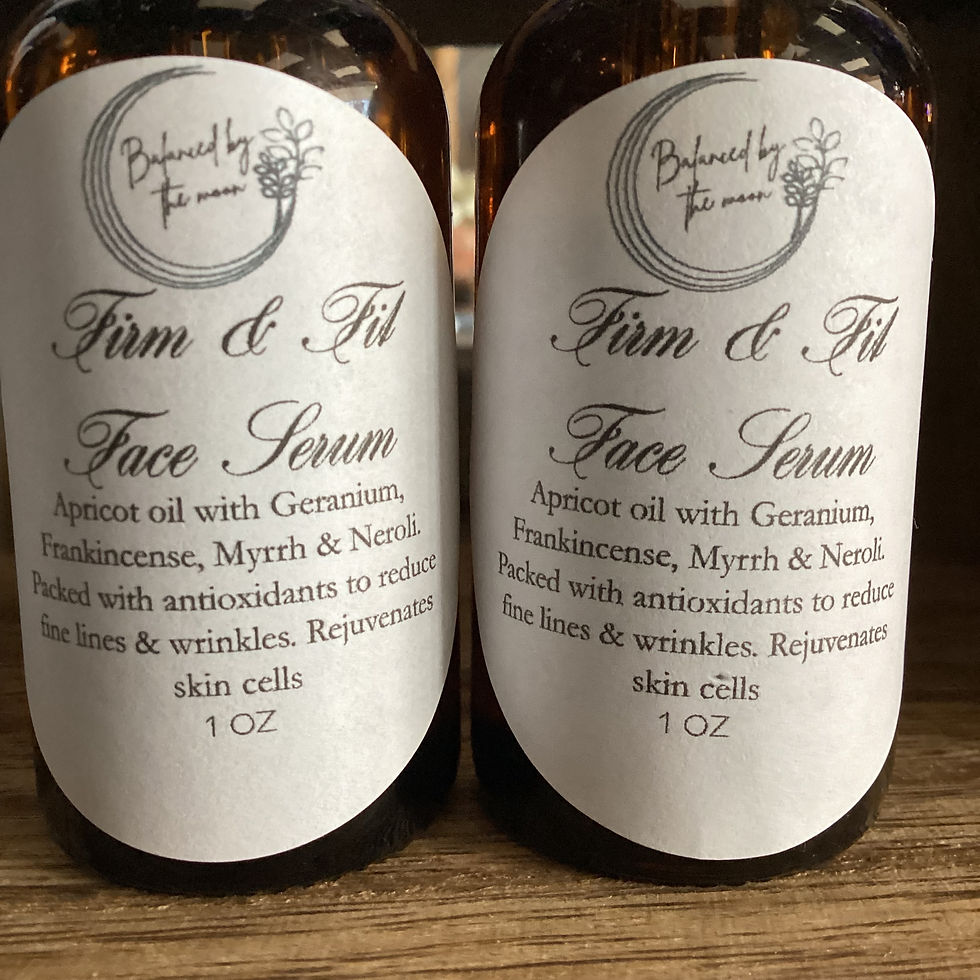 Balanced by
the moon
Firm & Fil
Face Serum
Apricot oil with Geranium,
Frankincense, Myrrh & Neroli.
Packed with antioxidants to reduce
fine lines & wrinkles. Rejuvenates
skin cells
1 OZ
Balanced by
the moon
Firm & Fil
Face Serum
Apricot oil with Geranium,
Frankincense, Myrrh & Neroli.
Packed with antioxidants to reduce
fine lines & wrinkles. Rejuvenates
skin cells
1 OZ